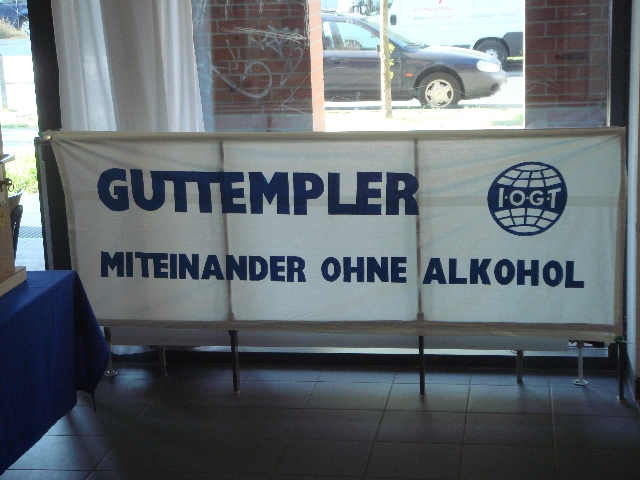 GUTTEMPLER
I·O·G·T
MITEINANDER OHNE ALKOHOL